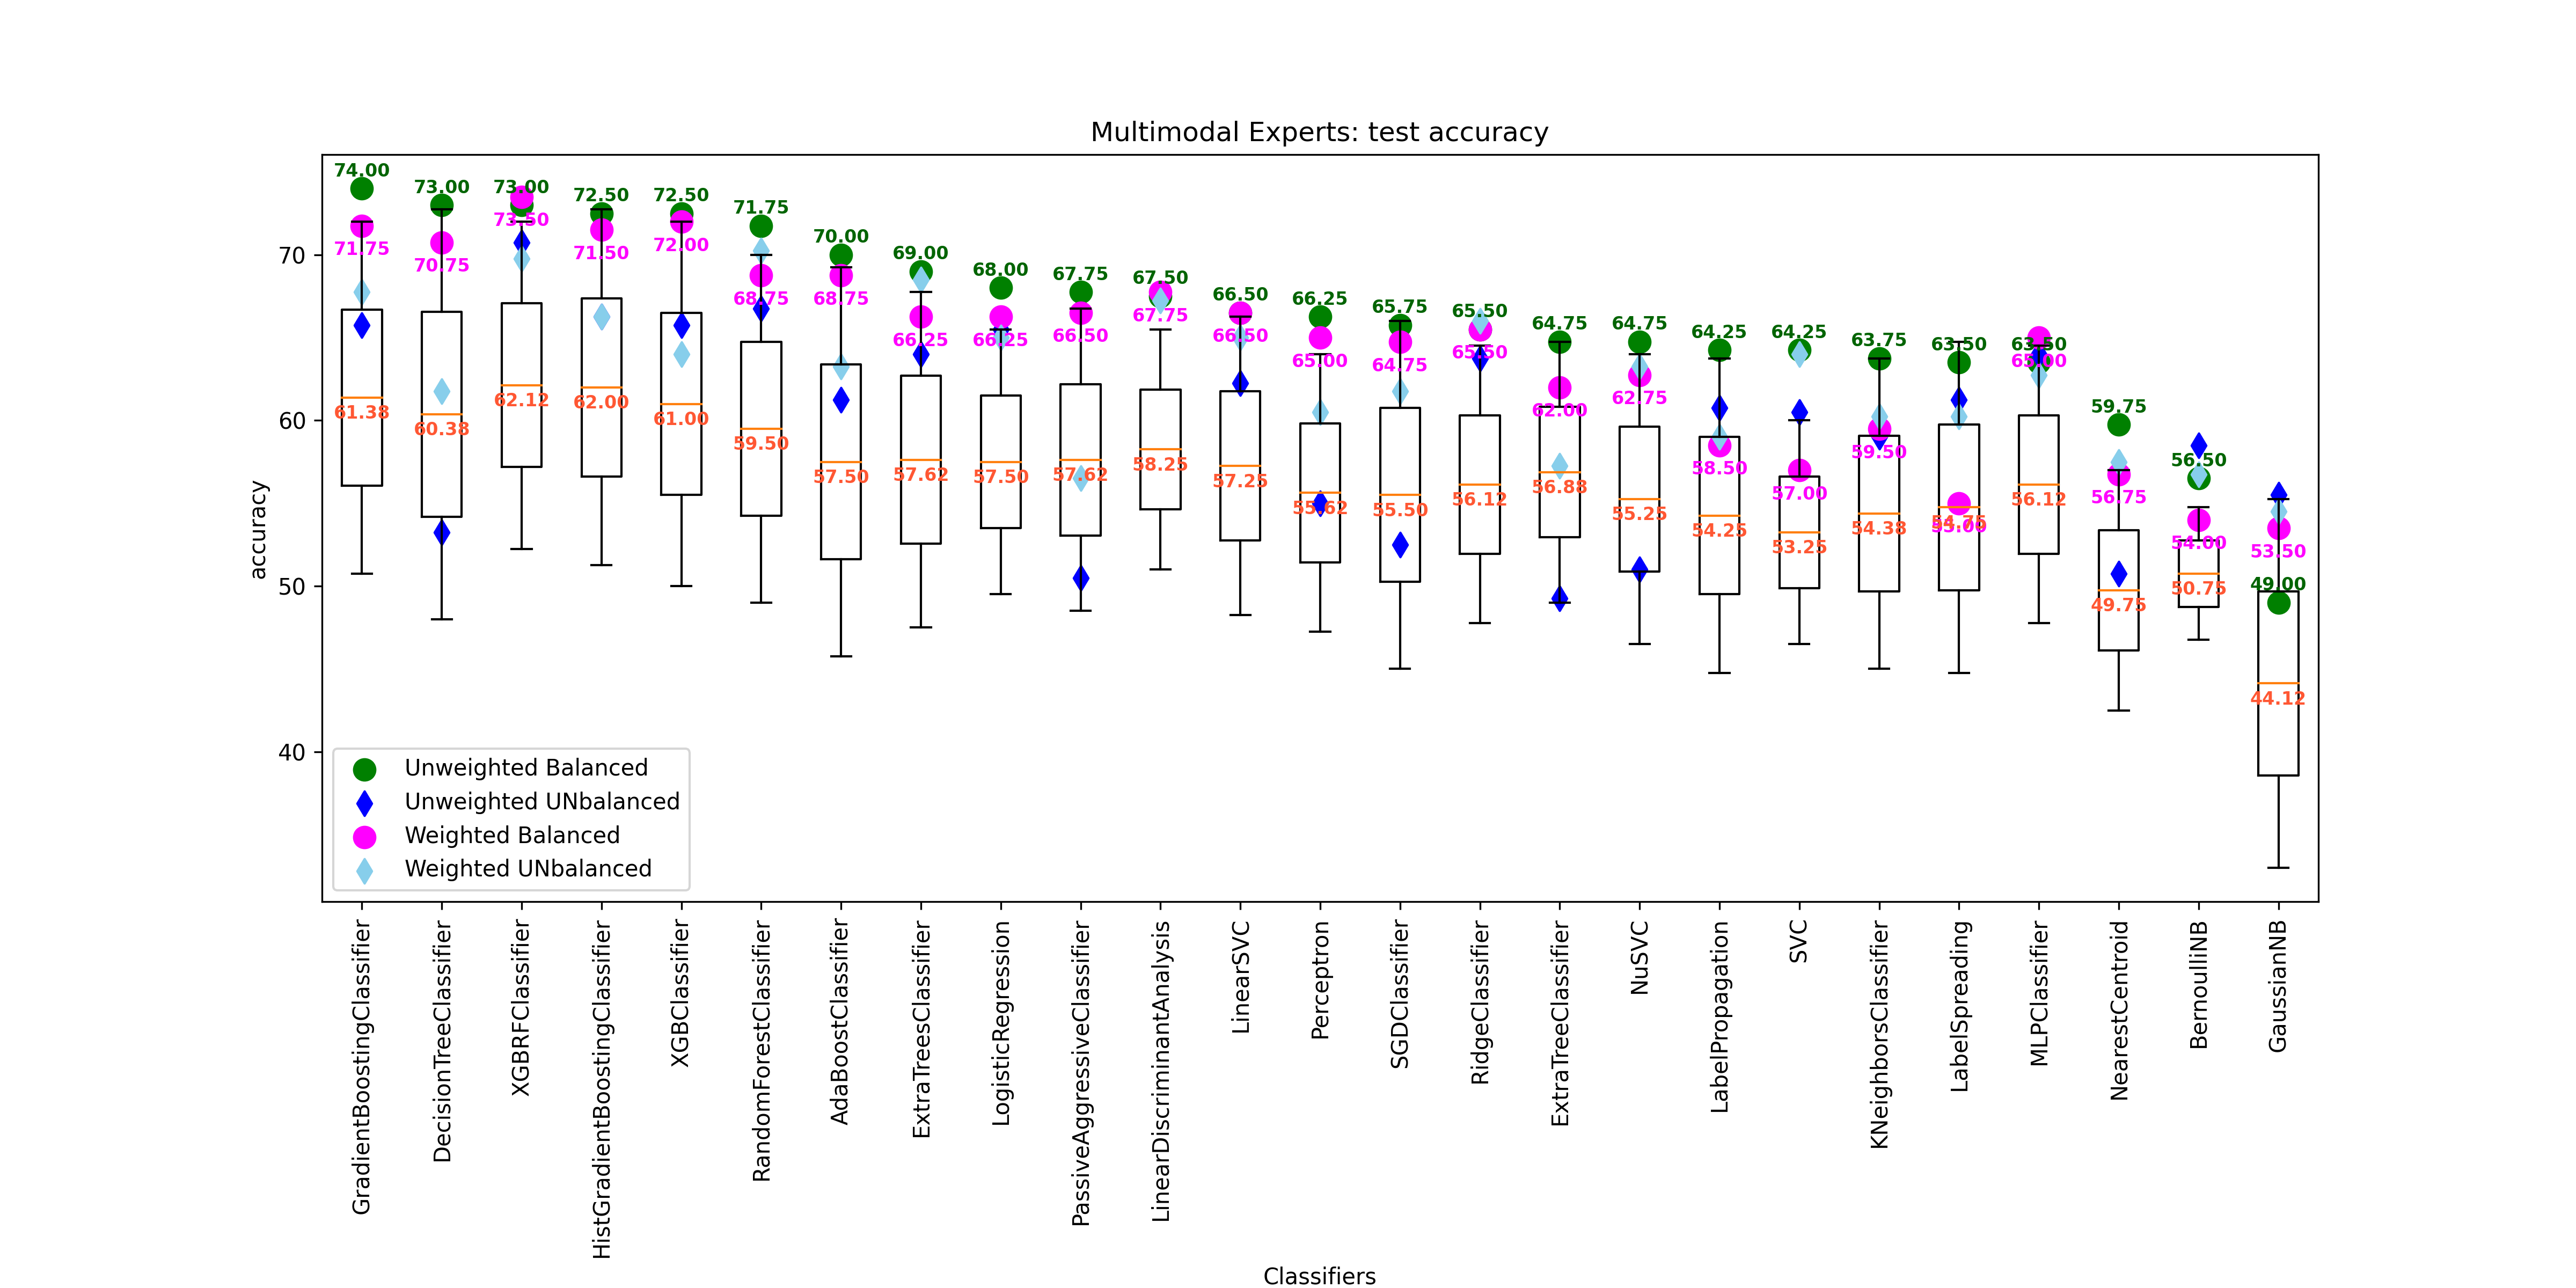 Multimodal Experts: test accuracy
74.00
73.00
73.00
72.50
72.50
71.75
70.00
69.00
68.00
67.75
67.50
66.50
66.25
65.75
65.50
64.75
64.75
64.25
64.25
63.75
63.50
63.50
59.75
56.50
49.00
71.75
70.75
73.50
71.50
72.00
68.75
68.75
66.25
66.25
66.50
67.75
66.50
65.00
64.75
65.50
62.00
62.75
58.50
57.00
59.50
55.00
65.00
56.75
54.00
53.50
61.38
60.38
62.12
62.00
61.00
59.50
57.50
57.62
57.50
57.62
58.25
57.25
55.62
55.50
56.12
56.88
55.25
54.25
53.25
54.38
54.75
56.12
49.75
50.75
44.12
accuracy
70
60
50
40
Unweighted Balanced
Unweighted UNbalanced
Weighted Balanced
Weighted UNbalanced
GradientBoostingClassifier
DecisionTreeClassifier
XGBRFClassifier
HistGradientBoostingClassifier
XGBClassifier
RandomForestClassifier
AdaBoostClassifier
ExtraTreesClassifier
LogisticRegression
PassiveAggressiveClassifier
LinearDiscriminantAnalysis
LinearSVC
Perceptron
SGDClassifier
RidgeClassifier
ExtraTreeClassifier
NuSVC
LabelPropagation
SVC
KNeighborsClassifier
LabelSpreading
MLPClassifier
NearestCentroid
BernoulliNB
GaussianNB
Classifiers